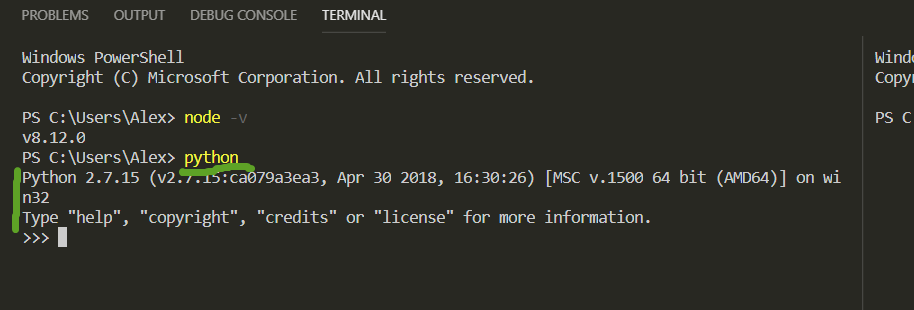 PROBLEMS OUTPUT DEBUG CONSOLE TERMINAL
Windows PowerShell
Copyright (C) Microsoft Corporation. All rights reserved.
PS C:\Users\Alex> node -v
v8.12.0
PS C:\Users\Alex> python
Python 2.7.15 (v2.7.15:ca079a3ea3, Apr 30 2018, 16:30:26) [MSC v.1500 64 bit (AMD64)] on wi
n32
Type "help", "copyright", "credits" or "license" for more information.
>>>
Wind
Copyr
PS C